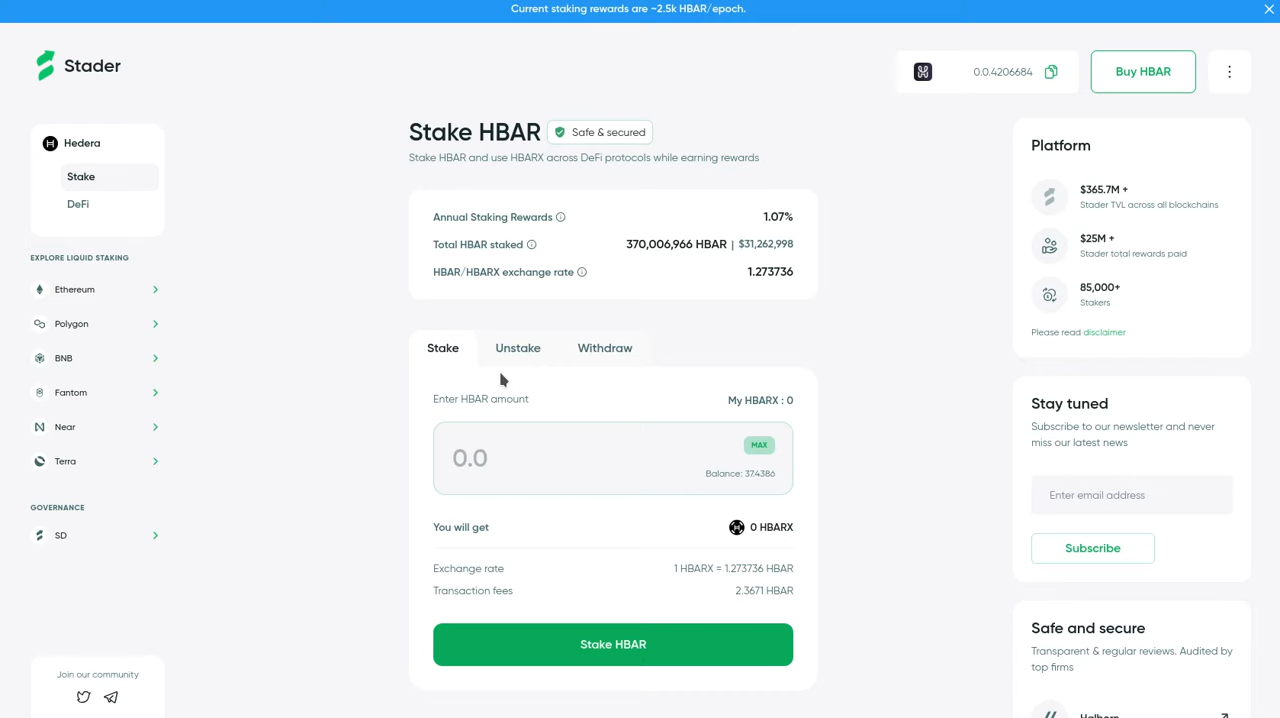 Current staking rewards are ~2.5k HBAR/epoch.
Stader
0.0.4206684
Buy HBAR
Hedera
Stake
DeFi
EXPLORE LIQUID STAKING
Ethereum
Polygon
BNB
Fantom
Near
Terra
GOVERNANCE
SD
Join our community
Stake HBAR
Safe & secured
Stake HBAR and use HBARX across DeFi protocols while earning rewards
Annual Staking Rewards 1.07%
Total HBAR staked 370,006,966 HBAR | $31,262,998
HBAR/HBARX exchange rate 1.273736
Stake Unstake Withdraw
Enter HBAR amount My HBARX : 0
0.0
MAX
Balance: 37.4386
You will get 0 HBARX
Exchange rate 1 HBARX = 1.273736 HBAR
Transaction fees 2.3671 HBAR
Stake HBAR
Platform
$365.7M +
Stader TVL across all blockchains
$25M +
Stader total rewards paid
85,000+
Stakers
Please read disclaimer
Stay tuned
Subscribe to our newsletter and never
miss our latest news
Enter email address
Subscribe
Safe and secure
Transparent & regular reviews. Audited by
top firms
Halborn